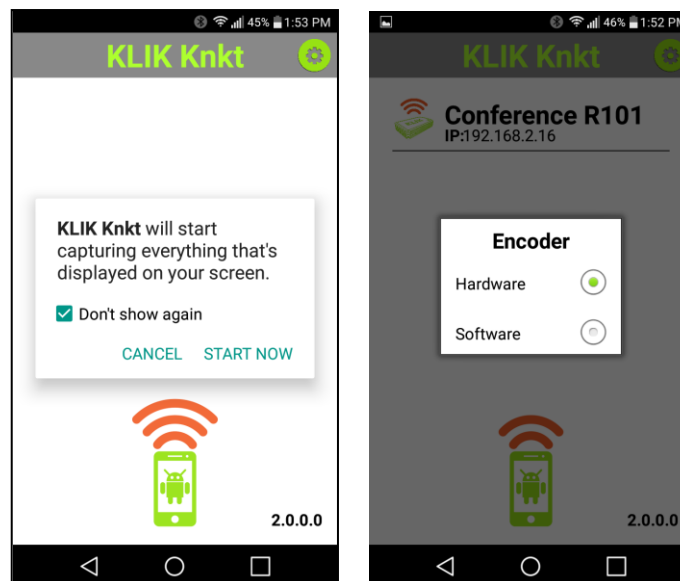 45% 1:53 PM
KLIK Knkt
KLIK Knkt will start
capturing everything that's
displayed on your screen.
Don't show again
CANCEL START NOW
2.0.0.0
46% 1:52 PM
KLIK Knkt
Conference R101
IP:192.168.2.16
Encoder
Hardware
Software
2.0.0.0